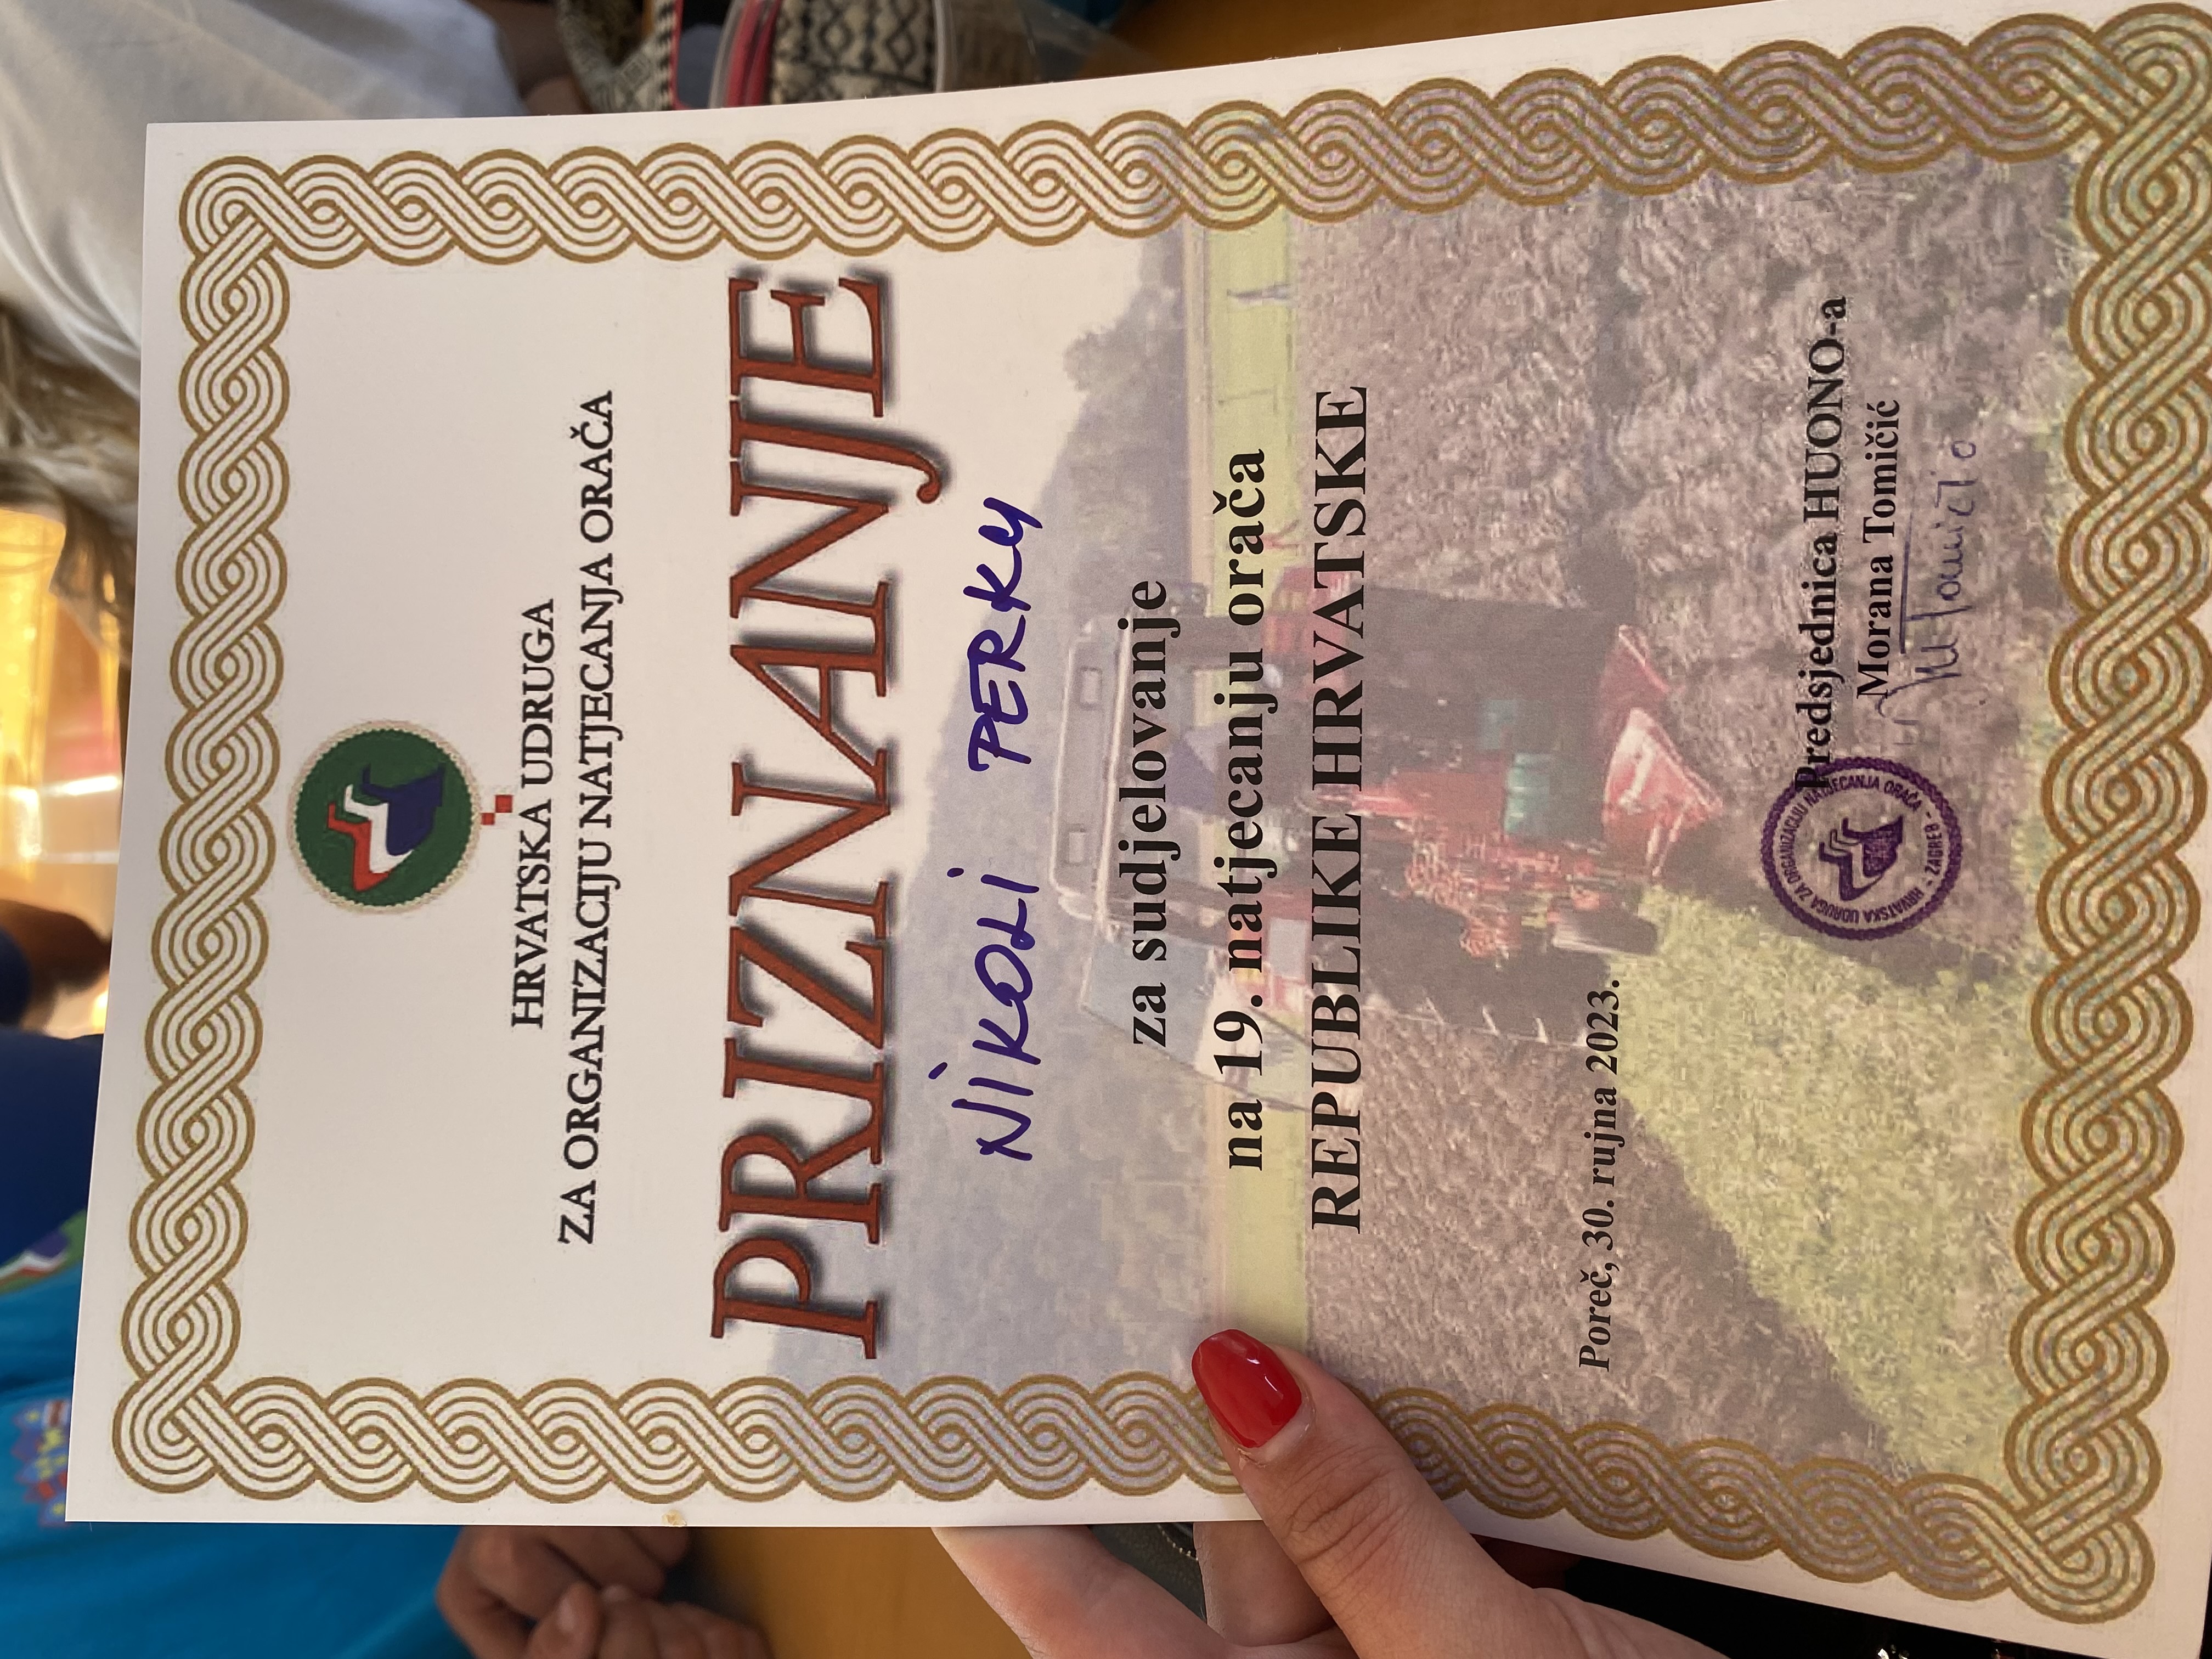 HRVATSKA UDRUGA
ZA ORGANIZACIJU NATJECANJA ORAČA
PRIZNANJE
NIKOLI PERKU
za sudjelovanje
na 19. natjecanju orača
REPUBLIKE HRVATSKE
Poreč, 30. rujna 2023.
Predsjednica HUONO-a
Morana Tomičić
HRVATSKA UDRUGA ZA ORGANIZACIJU NATJECANJA ORAČA - ZAGREB -